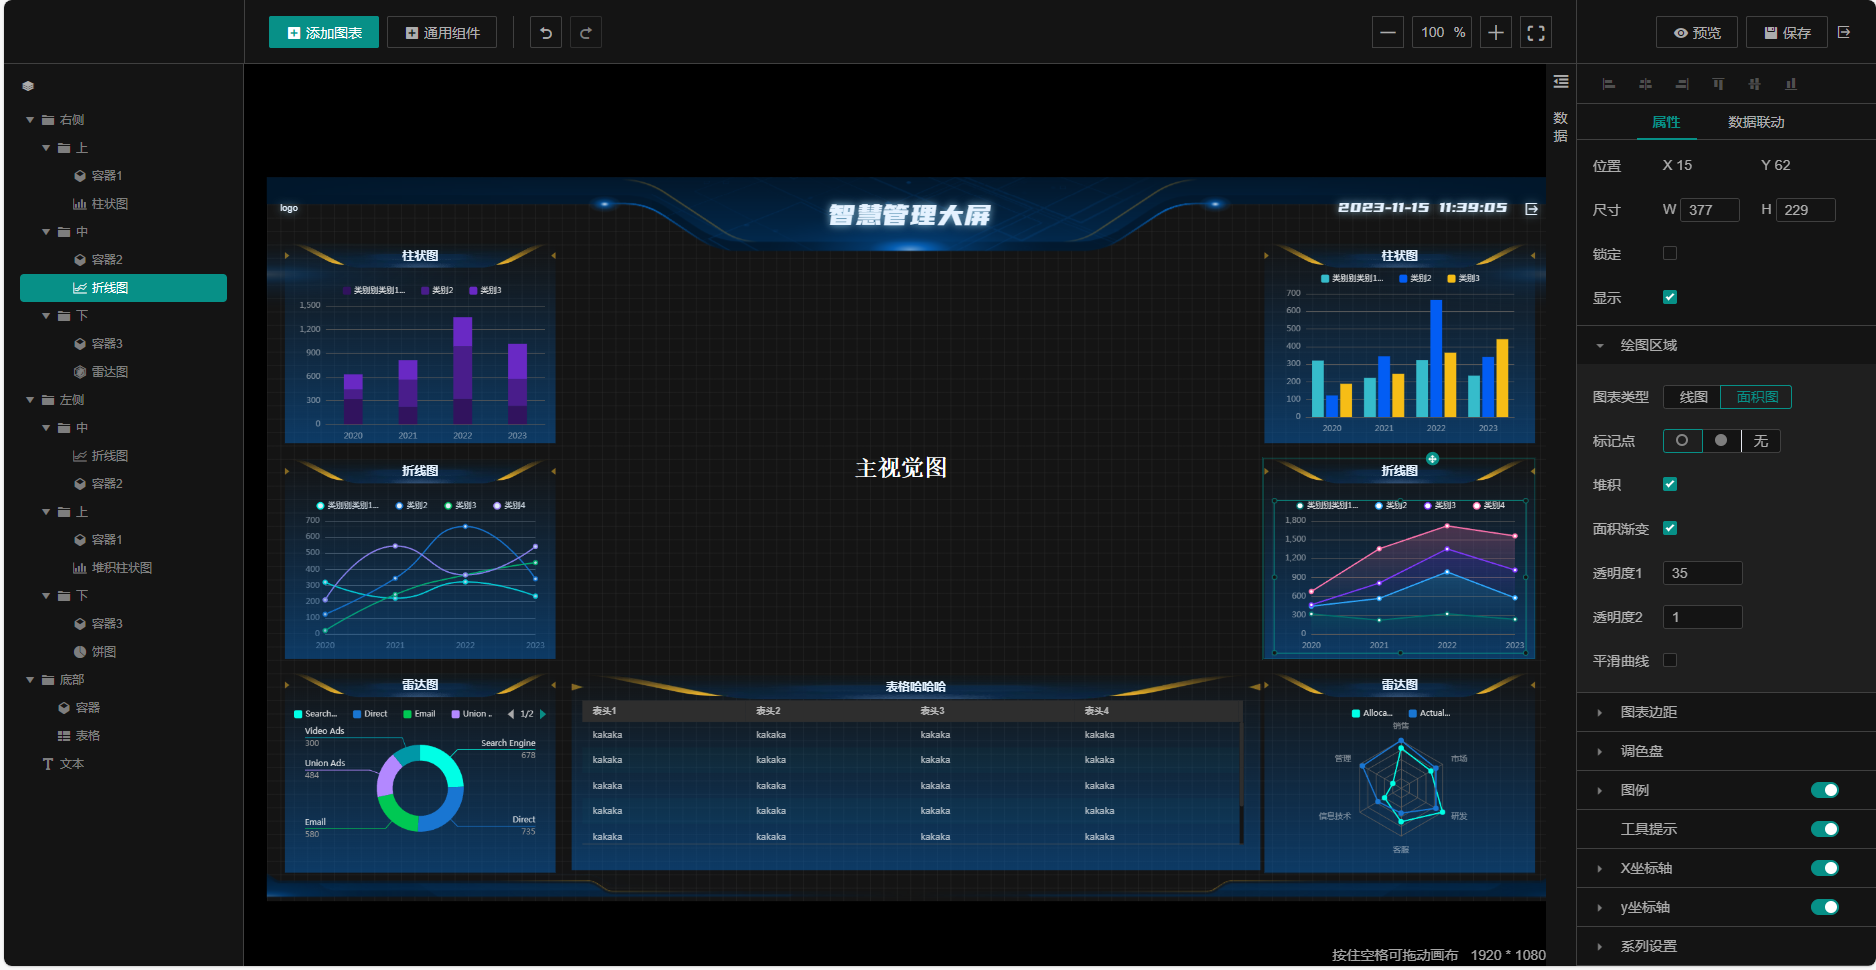 添加图表
通用组件
100 %
预览
保存
右侧
上
容器1
柱状图
中
容器2
折线图
下
容器3
雷达图
左侧
中
折线图
容器2
上
容器1
堆积柱状图
下
容器3
饼图
底部
容器
表格
文本
logo
智慧管理大屏
2023-11-15 11:39:05
柱状图
类别别类别1... 类别2 类别3
1,500
1,200
900
600
300
0
2020 2021 2022 2023
折线图
类别别类别1... 类别2 类别3 类别4
700
600
500
400
300
200
100
0
2020 2021 2022 2023
雷达图
Search... Direct Email Union .. 1/2
Video Ads
300
Search Engine
678
Union Ads
484
Email
580
Direct
735
主视觉图
表格哈哈哈
表头1 表头2 表头3 表头4
kakaka kakaka kakaka kakaka
kakaka kakaka kakaka kakaka
kakaka kakaka kakaka kakaka
kakaka kakaka kakaka kakaka
kakaka kakaka kakaka kakaka
柱状图
类别别类别1... 类别2 类别3
700
600
500
400
300
200
100
0
2020 2021 2022 2023
折线图
类别别类别1... 类别2 类别3 类别4
1,800
1,500
1,200
900
600
300
0
2020 2021 2022 2023
雷达图
Alloca... Actual...
销售
管理
市场
信息技术
研发
客服
按住空格可拖动画布 1920 * 1080
数据
属性 数据联动
位置 X 15 Y 62
尺寸 W 377 H 229
锁定
显示
绘图区域
图表类型 线图 面积图
标记点 无
堆积
面积渐变
透明度1 35
透明度2 1
平滑曲线
图表边距
调色盘
图例
工具提示
X坐标轴
y坐标轴
系列设置